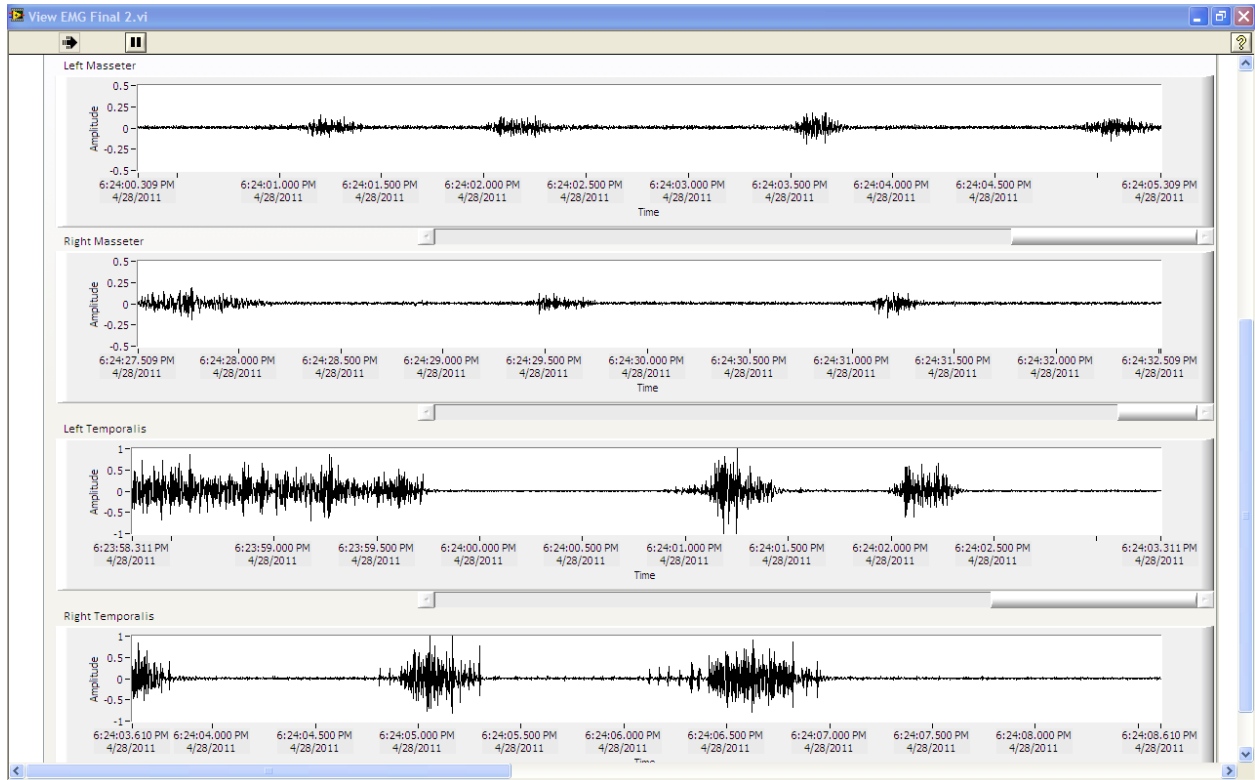 View EMG Final 2.vi
?
Left Masseter
Amplitude
0.5
0.25
0
-0.25
-0.5
6:24:00.309 PM 6:24:01.000 PM 6:24:01.500 PM 6:24:02.000 PM 6:24:02.500 PM 6:24:03.000 PM 6:24:03.500 PM 6:24:04.000 PM 6:24:04.500 PM 6:24:05.309 PM
4/28/2011 4/28/2011 4/28/2011 4/28/2011 4/28/2011 4/28/2011 4/28/2011 4/28/2011 4/28/2011 4/28/2011
Time
Right Masseter
Amplitude
0.5
0.25
0
-0.25
-0.5
6:24:27.509 PM 6:24:28.000 PM 6:24:28.500 PM 6:24:29.000 PM 6:24:29.500 PM 6:24:30.000 PM 6:24:30.500 PM 6:24:31.000 PM 6:24:31.500 PM 6:24:32.000 PM 6:24:32.509 PM
4/28/2011 4/28/2011 4/28/2011 4/28/2011 4/28/2011 4/28/2011 4/28/2011 4/28/2011 4/28/2011 4/28/2011 4/28/2011
Time
Left Temporalis
Amplitude
1
0.5
0
-0.5
-1
6:23:58.311 PM 6:23:59.000 PM 6:23:59.500 PM 6:24:00.000 PM 6:24:00.500 PM 6:24:01.000 PM 6:24:01.500 PM 6:24:02.000 PM 6:24:02.500 PM 6:24:03.311 PM
4/28/2011 4/28/2011 4/28/2011 4/28/2011 4/28/2011 4/28/2011 4/28/2011 4/28/2011 4/28/2011 4/28/2011
Time
Right Temporalis
Amplitude
1
0.5
0
-0.5
-1
6:24:03.610 PM 6:24:04.000 PM 6:24:04.500 PM 6:24:05.000 PM 6:24:05.500 PM 6:24:06.000 PM 6:24:06.500 PM 6:24:07.000 PM 6:24:07.500 PM 6:24:08.000 PM 6:24:08.610 PM
4/28/2011 4/28/2011 4/28/2011 4/28/2011 4/28/2011 4/28/2011 4/28/2011 4/28/2011 4/28/2011 4/28/2011 4/28/2011
Time